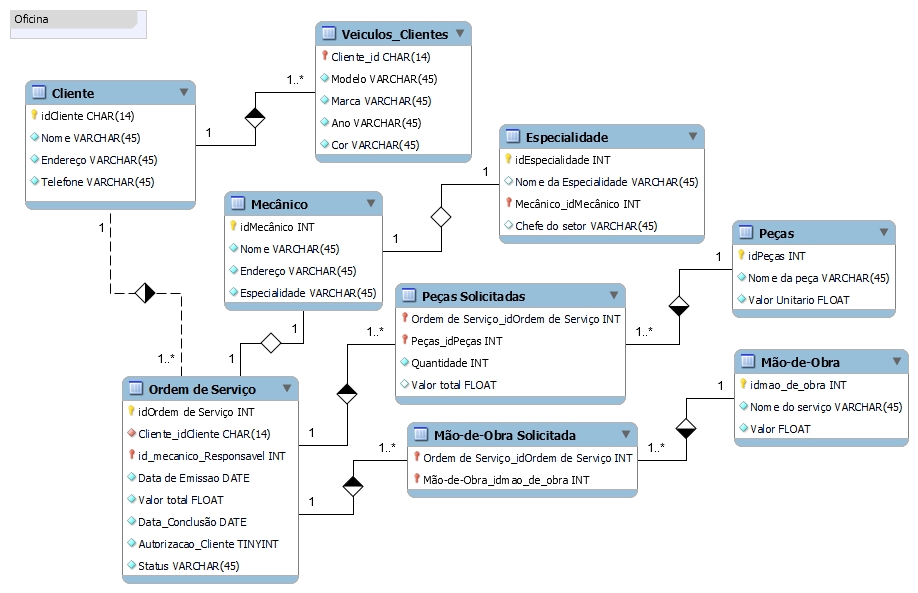 Oficina
Veiculos_Clientes
Cliente_id CHAR(14)
Modelo VARCHAR(45)
Marca VARCHAR(45)
Ano VARCHAR(45)
Cor VARCHAR(45)
1..*
1
Cliente
idCliente CHAR(14)
Nome VARCHAR(45)
Endereço VARCHAR(45)
Telefone VARCHAR(45)
1
1..*
Especialidade
idEspecialidade INT
Nome da Especialidade VARCHAR(45)
Mecânico_idMecânico INT
Chefe do setor VARCHAR(45)
1
1
Mecânico
idMecânico INT
Nome VARCHAR(45)
Endereço VARCHAR(45)
Especialidade VARCHAR(45)
1
1
Peças
idPeças INT
Nome da peça VARCHAR(45)
Valor Unitario FLOAT
1
1..*
Peças Solicitadas
Ordem de Serviço_idOrdem de Serviço INT
Peças_idPeças INT
Quantidade INT
Valor total FLOAT
1..*
1
Mão-de-Obra
idmao_de_obra INT
Nome do serviço VARCHAR(45)
Valor FLOAT
1
1..*
Mão-de-Obra Solicitada
Ordem de Serviço_idOrdem de Serviço INT
Mão-de-Obra_idmao_de_obra INT
1..*
1
Ordem de Serviço
idOrdem de Serviço INT
Cliente_idCliente CHAR(14)
id_mecanico_Responsavel INT
Data de Emissao DATE
Valor total FLOAT
Data_Conclusão DATE
Autorizacao_Cliente TINYINT
Status VARCHAR(45)